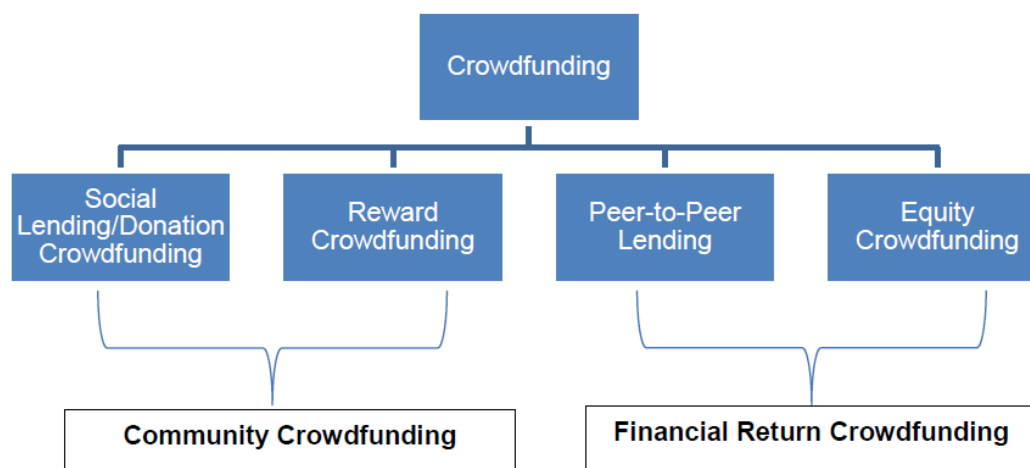 Crowdfunding
Social
Lending/Donation
Crowdfunding
Reward
Crowdfunding
Peer-to-Peer
Lending
Equity
Crowdfunding
Community Crowdfunding
Financial Return Crowdfunding